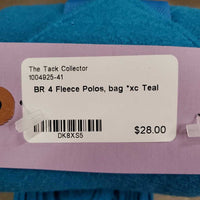 The Tack Collector
1004925-41
BR 4 Fleece Polos, bag *xc Teal
DK8XS5
$28.00